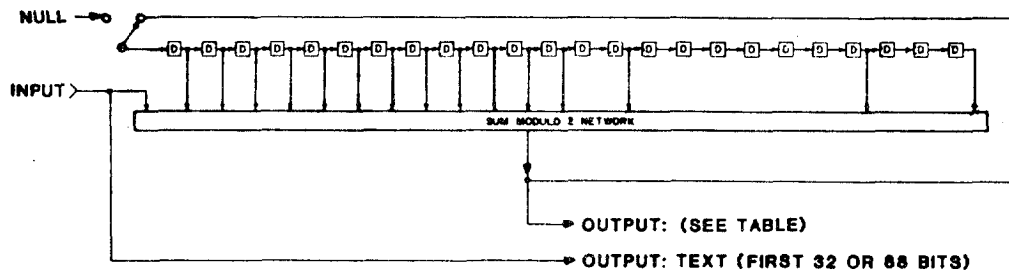 NULL
D D D D D D D D D D D D D D D D D D D D D D D D
INPUT
SUM MODULO 2 NETWORK
OUTPUT: (SEE TABLE)
OUTPUT: TEXT (FIRST 32 OR 88 BITS)